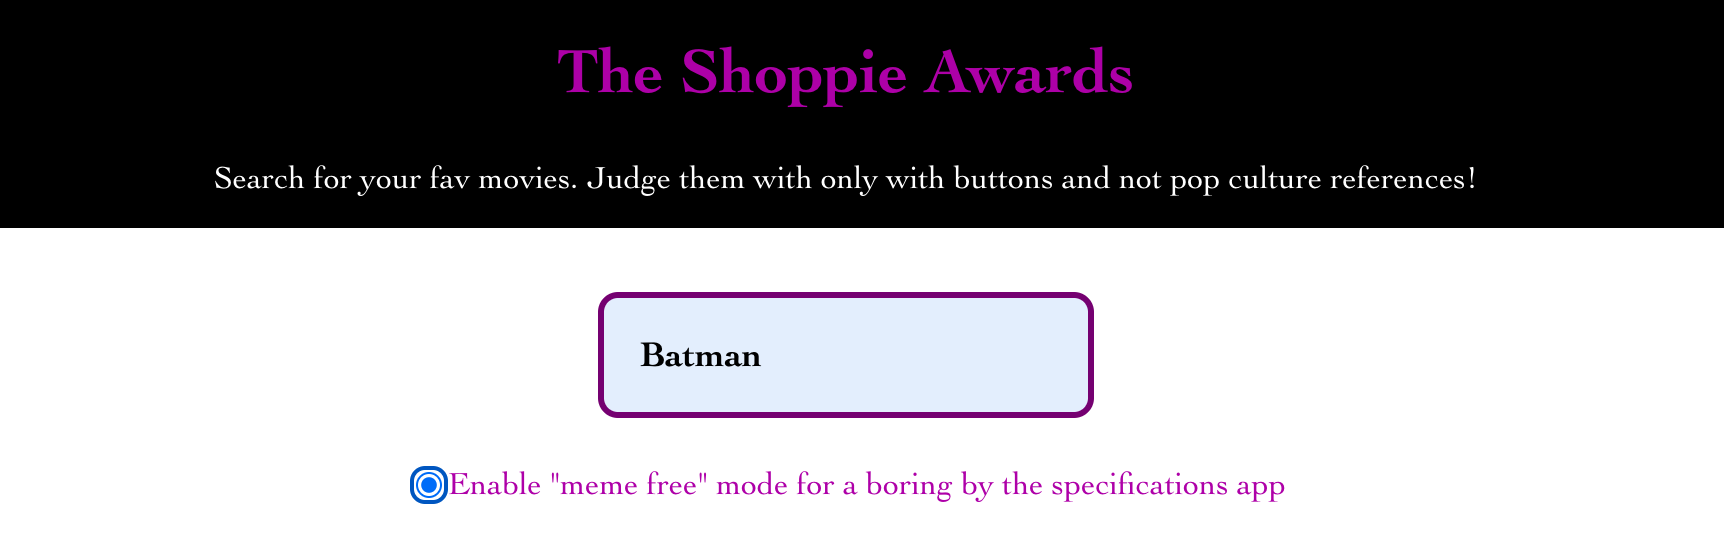 The Shoppie Awards
Search for your fav movies. Judge them with only with buttons and not pop culture references!
Batman
Enable "meme free" mode for a boring by the specifications app